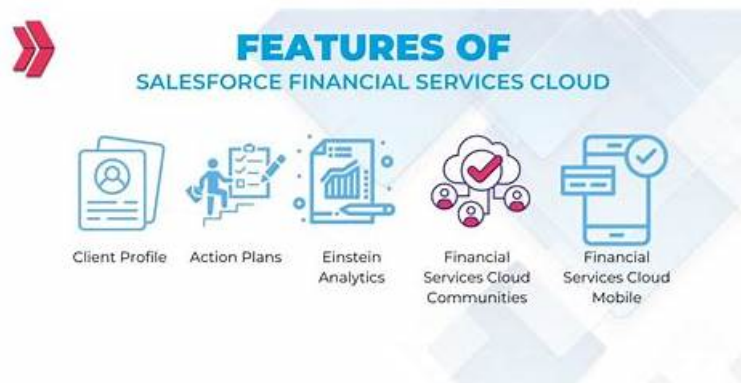 FEATURES OF
SALESFORCE FINANCIAL SERVICES CLOUD
Client Profile
Action Plans
Einstein
Analytics
Financial
Services Cloud
Communities
Financial
Services Cloud
Mobile